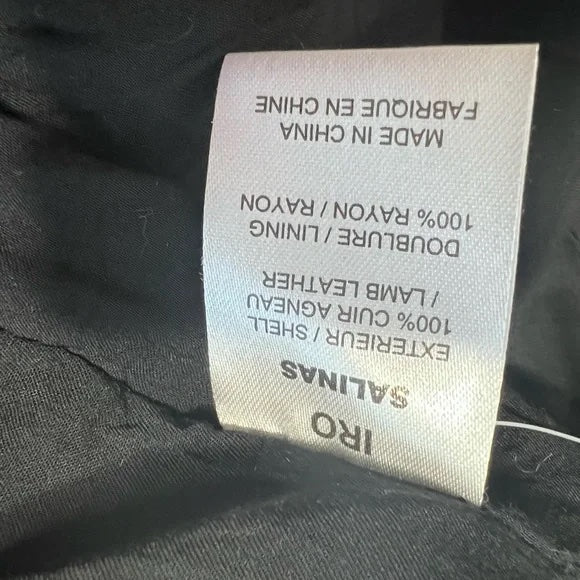 IRO
SALINAS
EXTERIEUR / SHELL
100% CUIR AGNEAU
/ LAMB LEATHER
DOUBLURE / LINING
100% RAYON / RAYON
MADE IN CHINA
FABRIQUE EN CHINE